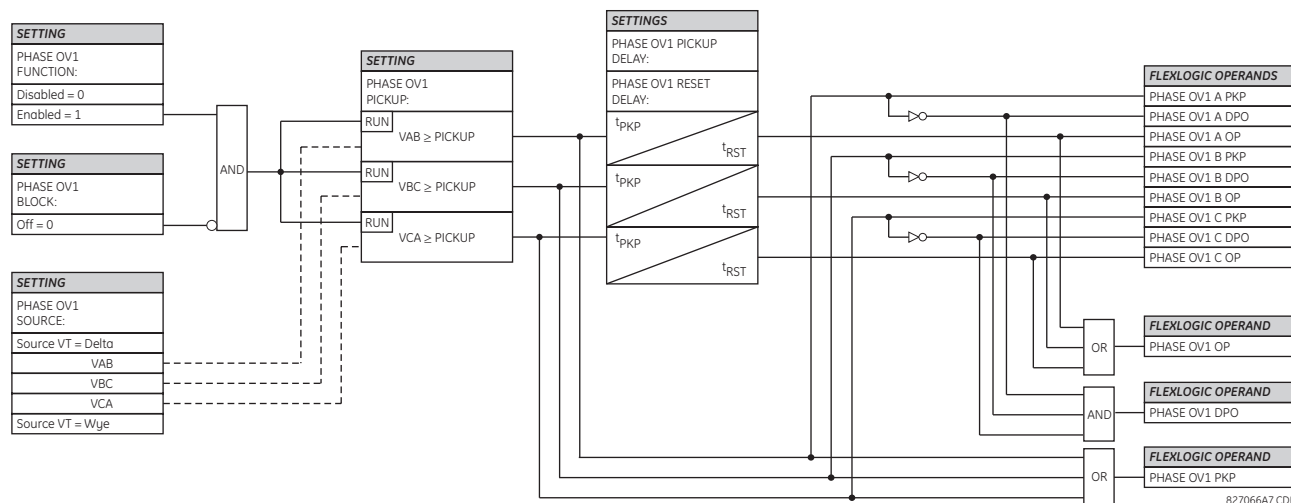 SETTING
PHASE OV1
FUNCTION:
Disabled = 0
Enabled = 1
SETTING
PHASE OV1
BLOCK:
Off = 0
SETTING
PHASE OV1
SOURCE:
Source VT = Delta
VAB
VBC
VCA
Source VT = Wye
AND
SETTING
PHASE OV1
PICKUP:
RUN
VAB ≥ PICKUP
RUN
VBC ≥ PICKUP
RUN
VCA ≥ PICKUP
SETTINGS
PHASE OV1 PICKUP
DELAY:
PHASE OV1 RESET
DELAY:
tPKP
tRST
tPKP
tRST
tPKP
tRST
FLEXLOGIC OPERANDS
PHASE OV1 A PKP
PHASE OV1 A DPO
PHASE OV1 A OP
PHASE OV1 B PKP
PHASE OV1 B DPO
PHASE OV1 B OP
PHASE OV1 C PKP
PHASE OV1 C DPO
PHASE OV1 C OP
OR
FLEXLOGIC OPERAND
PHASE OV1 OP
AND
FLEXLOGIC OPERAND
PHASE OV1 DPO
OR
FLEXLOGIC OPERAND
PHASE OV1 PKP